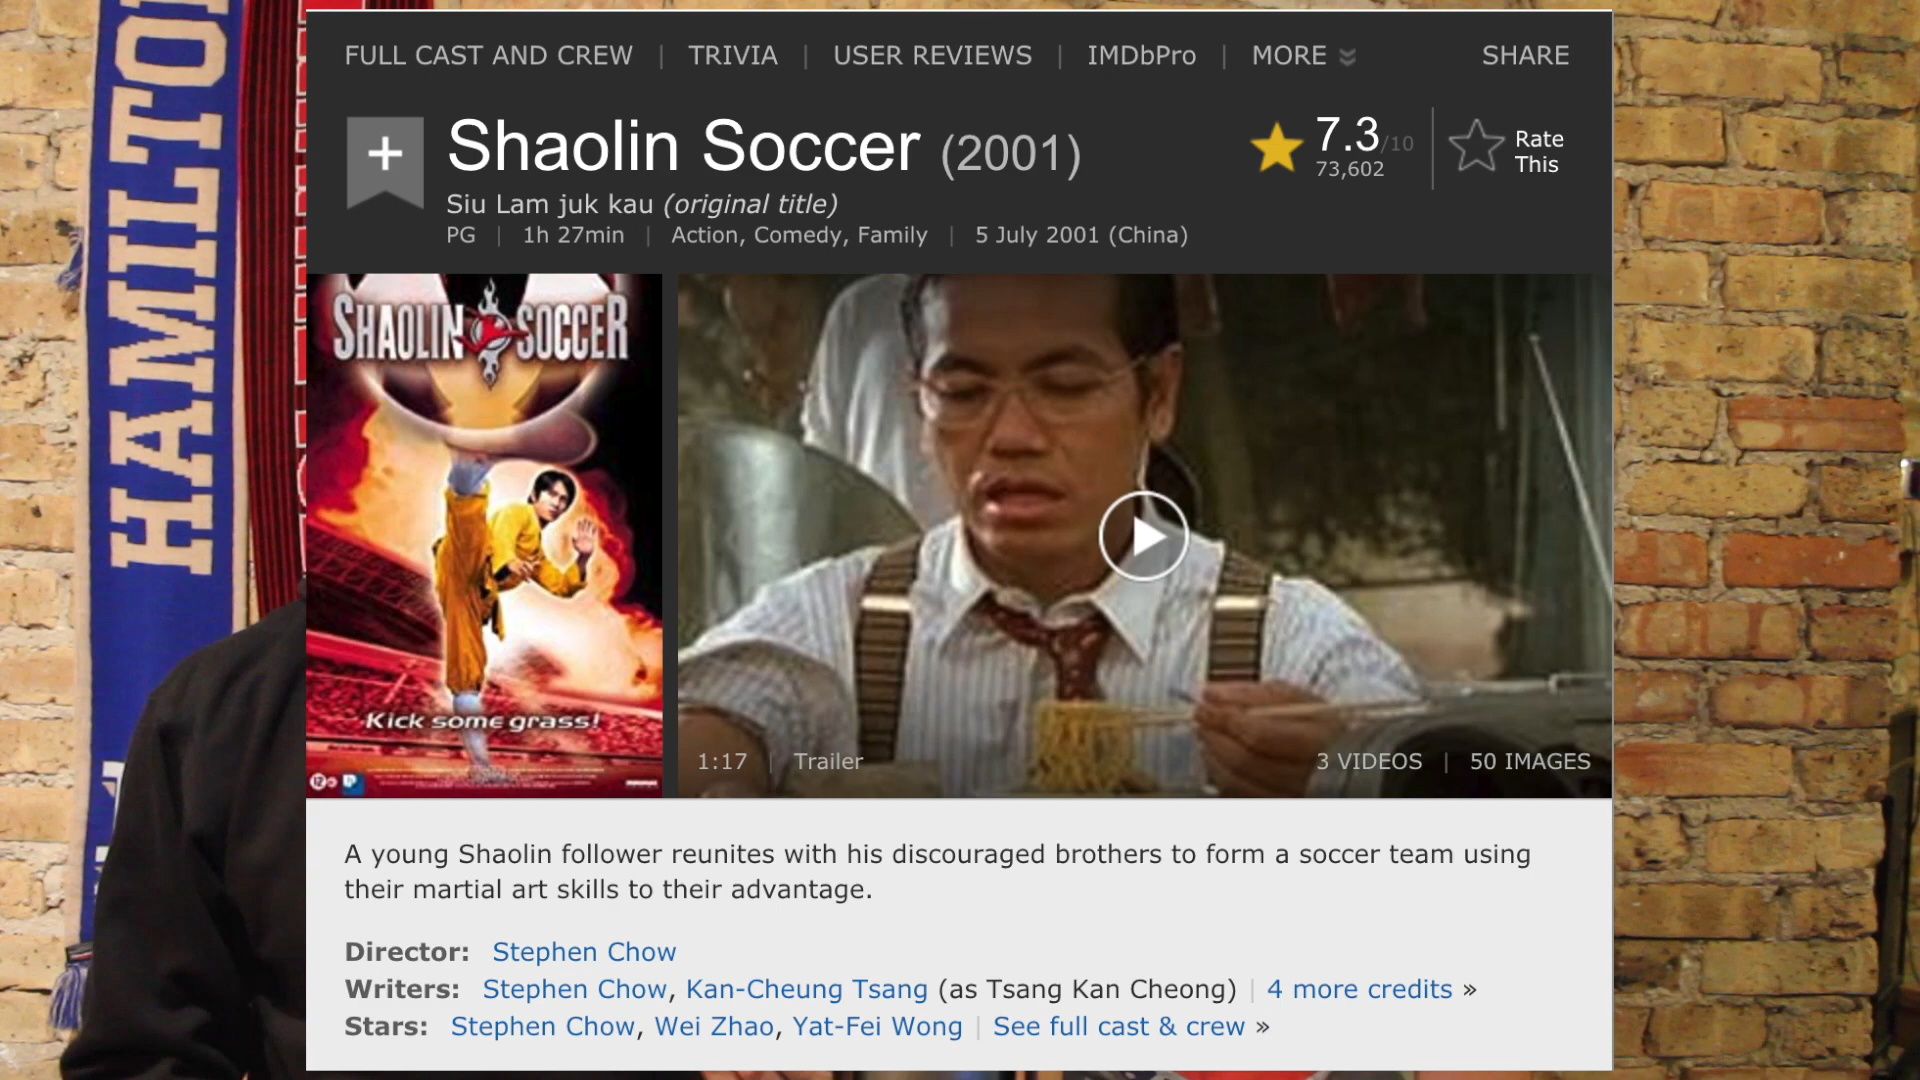 HAMILTO
FULL CAST AND CREW | TRIVIA | USER REVIEWS | IMDbPro | MORE SHARE
Shaolin Soccer (2001)
7.3/10
73,602
Rate
This
Siu Lam juk kau (original title)
PG | 1h 27min | Action, Comedy, Family | 5 July 2001 (China)
SHAOLIN SOCCER
Kick some grass!
12
1:17 | Trailer
3 VIDEOS | 50 IMAGES
A young Shaolin follower reunites with his discouraged brothers to form a soccer team using
their martial art skills to their advantage.
Director: Stephen Chow
Writers: Stephen Chow, Kan-Cheung Tsang (as Tsang Kan Cheong) | 4 more credits »
Stars: Stephen Chow, Wei Zhao, Yat-Fei Wong | See full cast & crew »